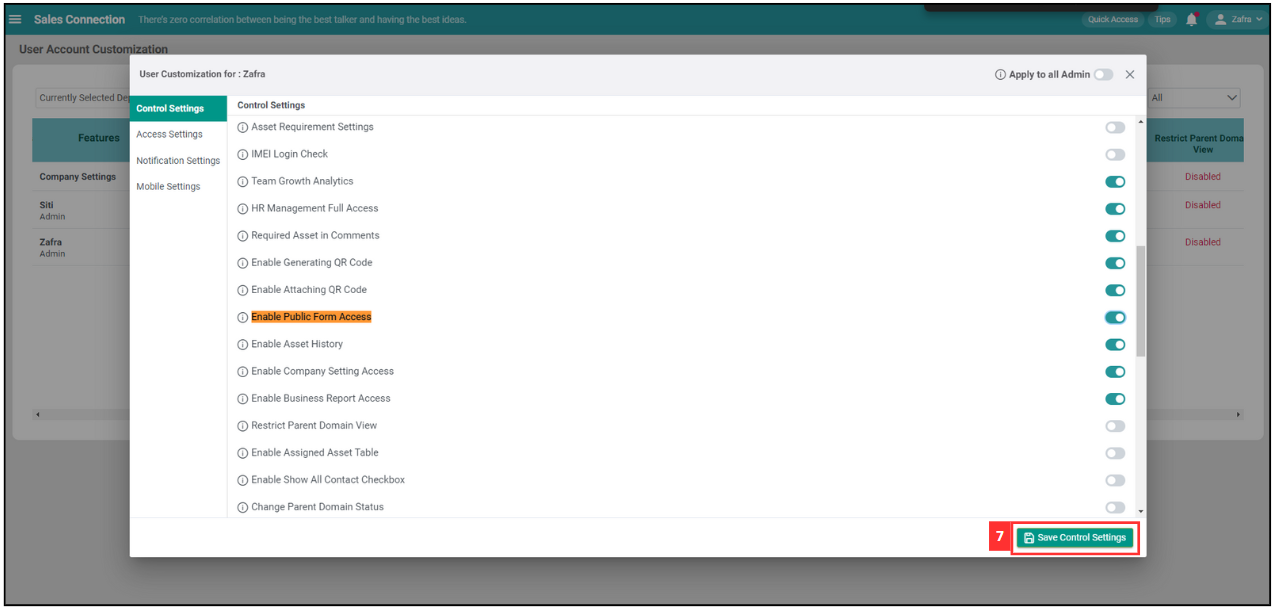 Sales Connection There's zero correlation between being the best talker and having the best ideas. Quick Access Tips Zafra
User Account Customization
User Customization for : Zafra Apply to all Admin
Currently Selected De All
Control Settings
Access Settings
Notification Settings
Mobile Settings
Features Restrict Parent Doma
View
Company Settings Disabled
Siti Disabled
Admin
Zafra Disabled
Admin
Control Settings
Asset Requirement Settings
IMEI Login Check
Team Growth Analytics
HR Management Full Access
Required Asset in Comments
Enable Generating QR Code
Enable Attaching QR Code
Enable Public Form Access
Enable Asset History
Enable Company Setting Access
Enable Business Report Access
Restrict Parent Domain View
Enable Assigned Asset Table
Enable Show All Contact Checkbox
Change Parent Domain Status
7 Save Control Settings